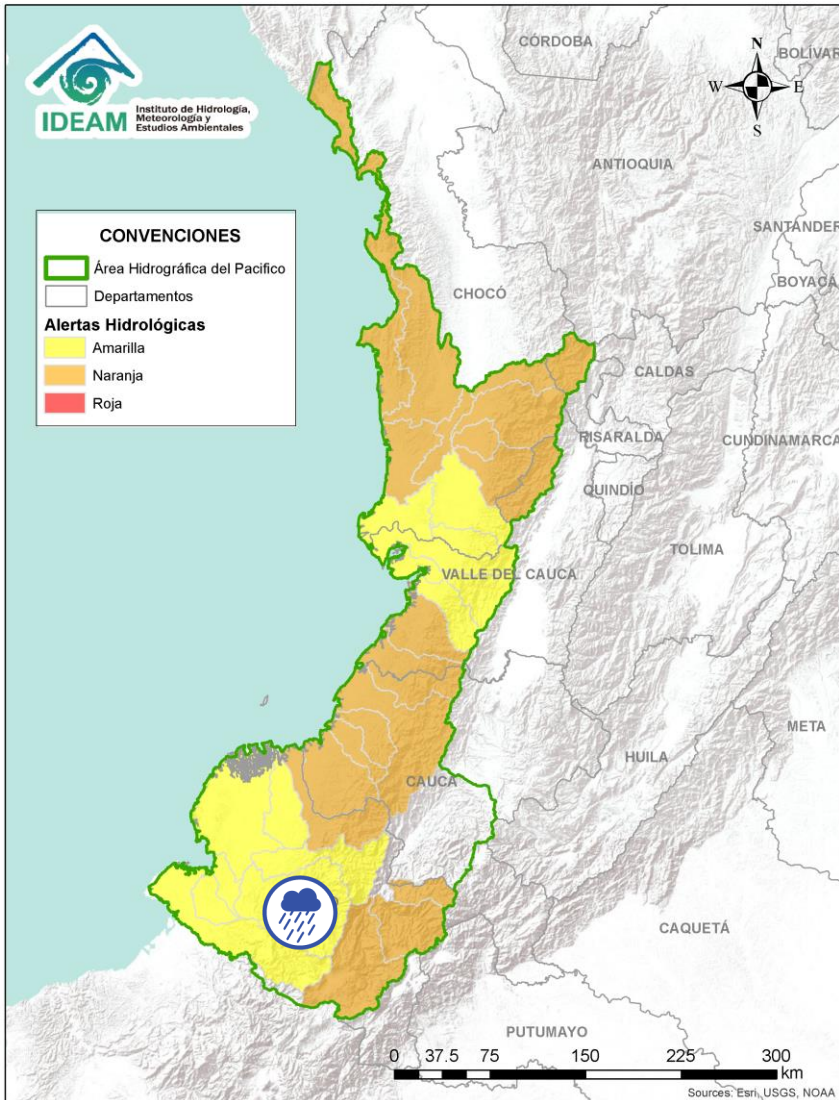 IDEAM
Instituto de Hidrología,
Meteorología y
Estudios Ambientales
CÓRDOBA
BOLÍVAR
N
W
E
S
ANTIOQUIA
SANTANDER
BOYACÁ
CONVENCIONES
Área Hidrográfica del Pacifico
Departamentos
Alertas Hidrológicas
Amarilla
Naranja
Roja
CHOCÓ
CALDAS
RISARALDA
CUNDINAMARCA
QUINDÍO
TOLIMA
VALLE DEL CAUCA
META
HUILA
CAUCA
CAQUETÁ
PUTUMAYO
0 37.5 75 150 225 300
km
Sources: Esri, USGS, NOAA